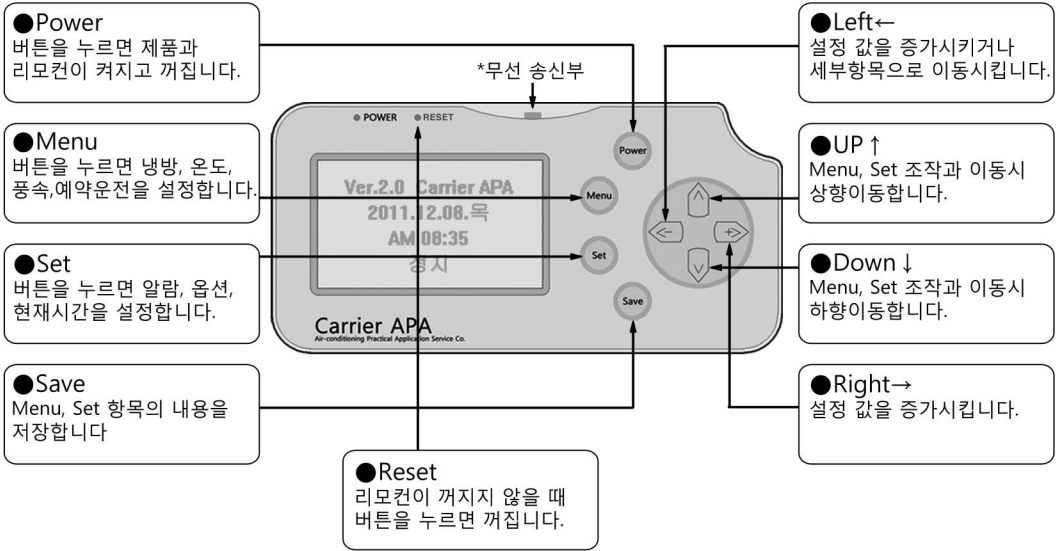 ●Power
버튼을 누르면 제품과
리모컨이 켜지고 꺼집니다.
●Menu
버튼을 누르면 냉방, 온도,
풍속,예약운전을 설정합니다.
●Set
버튼을 누르면 알람, 옵션,
현재시간을 설정합니다.
●Save
Menu, Set 항목의 내용을
저장합니다
*무선 송신부
POWER
RESET
Ver.2.0 Carrier APA
2011.12.08.목
AM 08:35
정시
Carrier APA
Air-conditioning Practical Application Service Co.
Power
Menu
Set
Save
●Reset
리모컨이 꺼지지 않을 때
버튼을 누르면 꺼집니다.
●Left←
설정 값을 증가시키거나
세부항목으로 이동시킵니다.
●UP ↑
Menu, Set 조작과 이동시
상향이동합니다.
●Down ↓
Menu, Set 조작과 이동시
하향이동합니다.
●Right→
설정 값을 증가시킵니다.